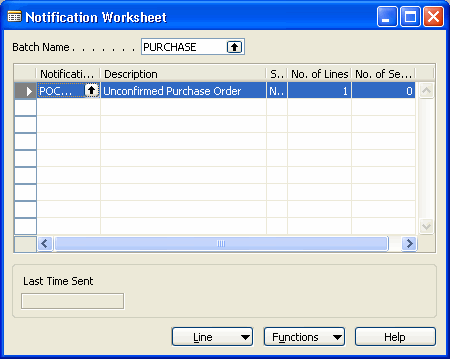 Notification Worksheet
Batch Name . . . . . . . PURCHASE
Notificati... Description S.. No. of Lines No. of Se...
POC... Unconfirmed Purchase Order N.. 1 0
Last Time Sent
Line Functions Help